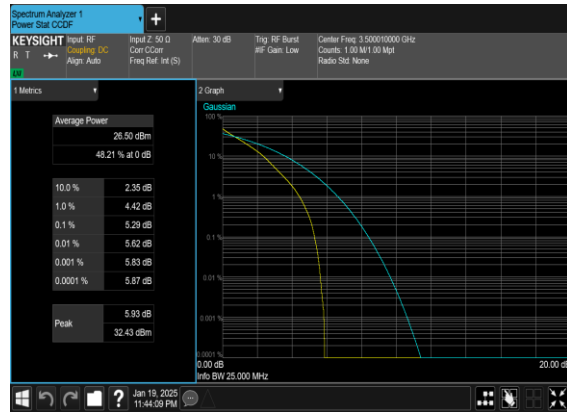 Spectrum Analyzer 1
Power Stat CCDF
+
KEYSIGHT Input: RF Input Z: 50 Ω Atten: 30 dB Trig: RF Burst Center Freq: 3.500010000 GHz
R T Coupling: DC Corr CCorr #IF Gain: Low Counts: 1.00 M/1.00 Mpt
Align: Auto Freq Ref: Int (S) Radio Std: None
1 Metrics
2 Graph
Average Power
26.50 dBm
48.21 % at 0 dB
10.0 % 2.35 dB
1.0 % 4.42 dB
0.1 % 5.29 dB
0.01 % 5.62 dB
0.001 % 5.83 dB
0.0001 % 5.87 dB
Peak 5.93 dB
32.43 dBm
Gaussian
100 %
10 %
1 %
0.1 %
0.01 %
0.001 %
0.0001 %
0.00 dB 20.00 dB
Info BW 25.000 MHz
? Jan 19, 2025
11:44:09 PM